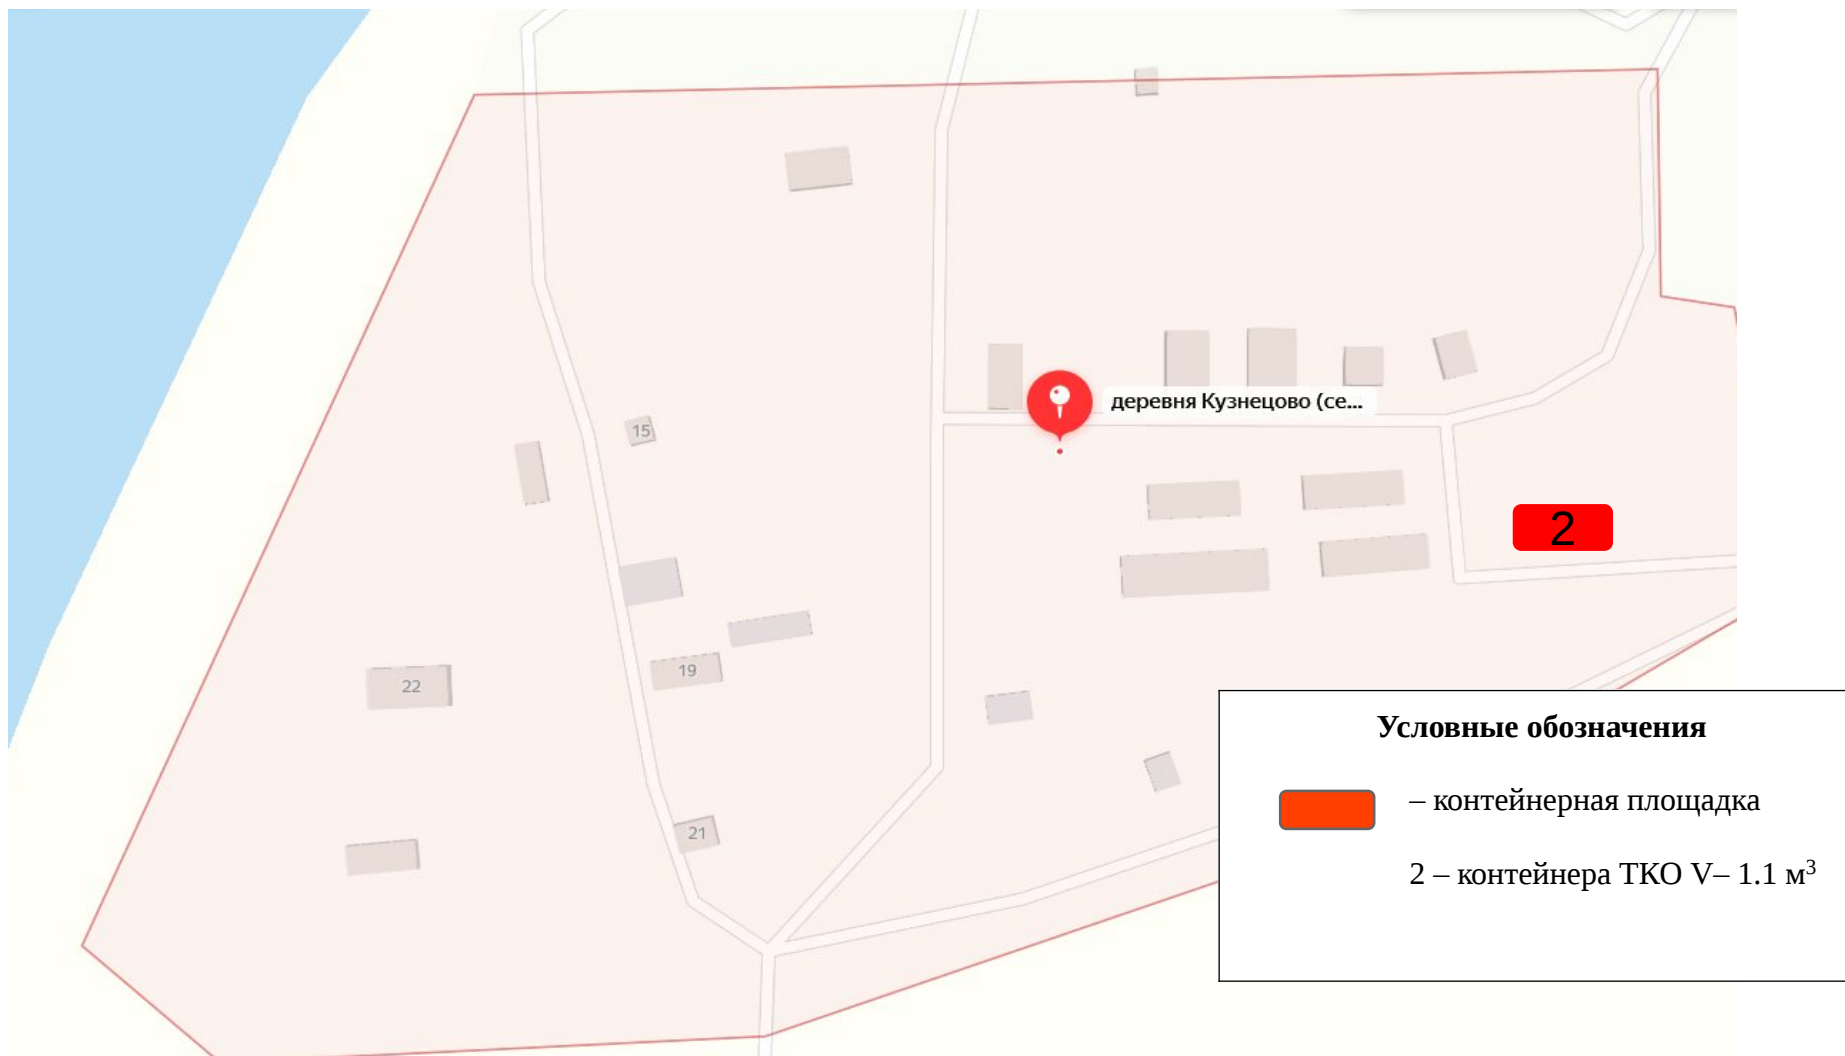 деревня Кузнецово (се...
15
2
19
22
21
Условные обозначения
– контейнерная площадка
2 – контейнера ТКО V– 1.1 м³